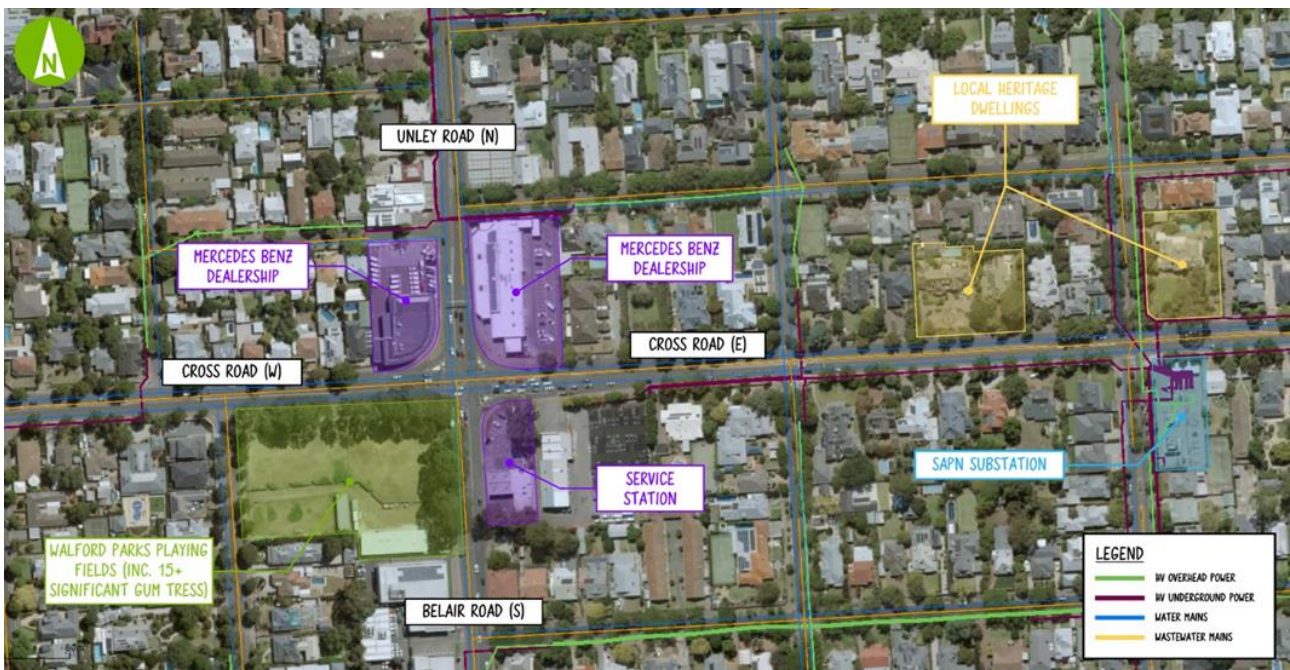 N
UNLEY ROAD (N)
LOCAL HERITAGE
DWELLINGS
MERCEDES BENZ
DEALERSHIP
MERCEDES BENZ
DEALERSHIP
CROSS ROAD (E)
CROSS ROAD (W)
SERVICE
STATION
SAPN SUBSTATION
WALFORD PARKS PLAYING
FIELDS (INC. 15+
SIGNIFICANT GUM TRESS)
BELAIR ROAD (S)
LEGEND
HV OVERHEAD POWER
HV UNDERGROUND POWER
WATER MAINS
WASTEWATER MAINS